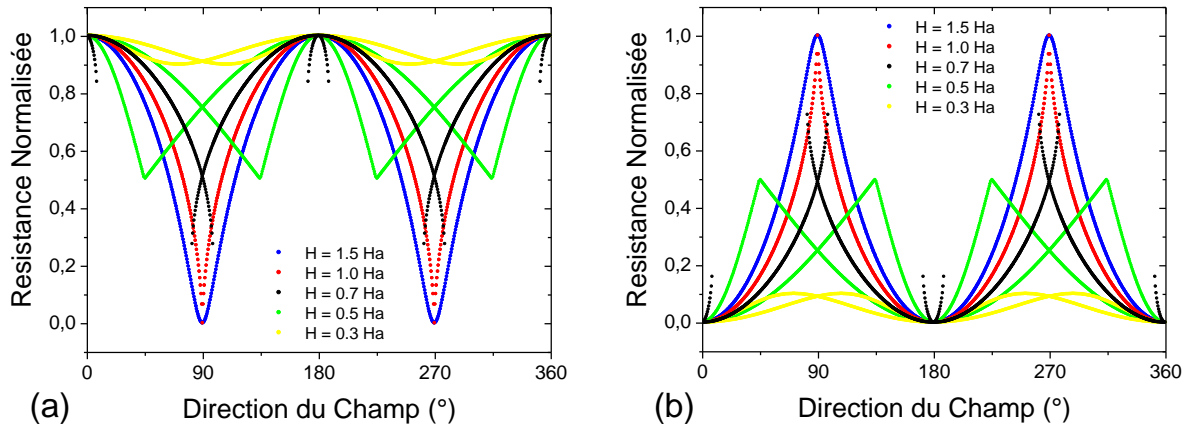 Resistance Normalisée
1,0
0,8
0,6
0,4
0,2
0,0
H = 1.5 Ha
H = 1.0 Ha
H = 0.7 Ha
H = 0.5 Ha
H = 0.3 Ha
0 90 180 270 360
(a) Direction du Champ (°)
Resistance Normalisée
1,0
0,8
0,6
0,4
0,2
0,0
H = 1.5 Ha
H = 1.0 Ha
H = 0.7 Ha
H = 0.5 Ha
H = 0.3 Ha
0 90 180 270 360
(b) Direction du Champ (°)